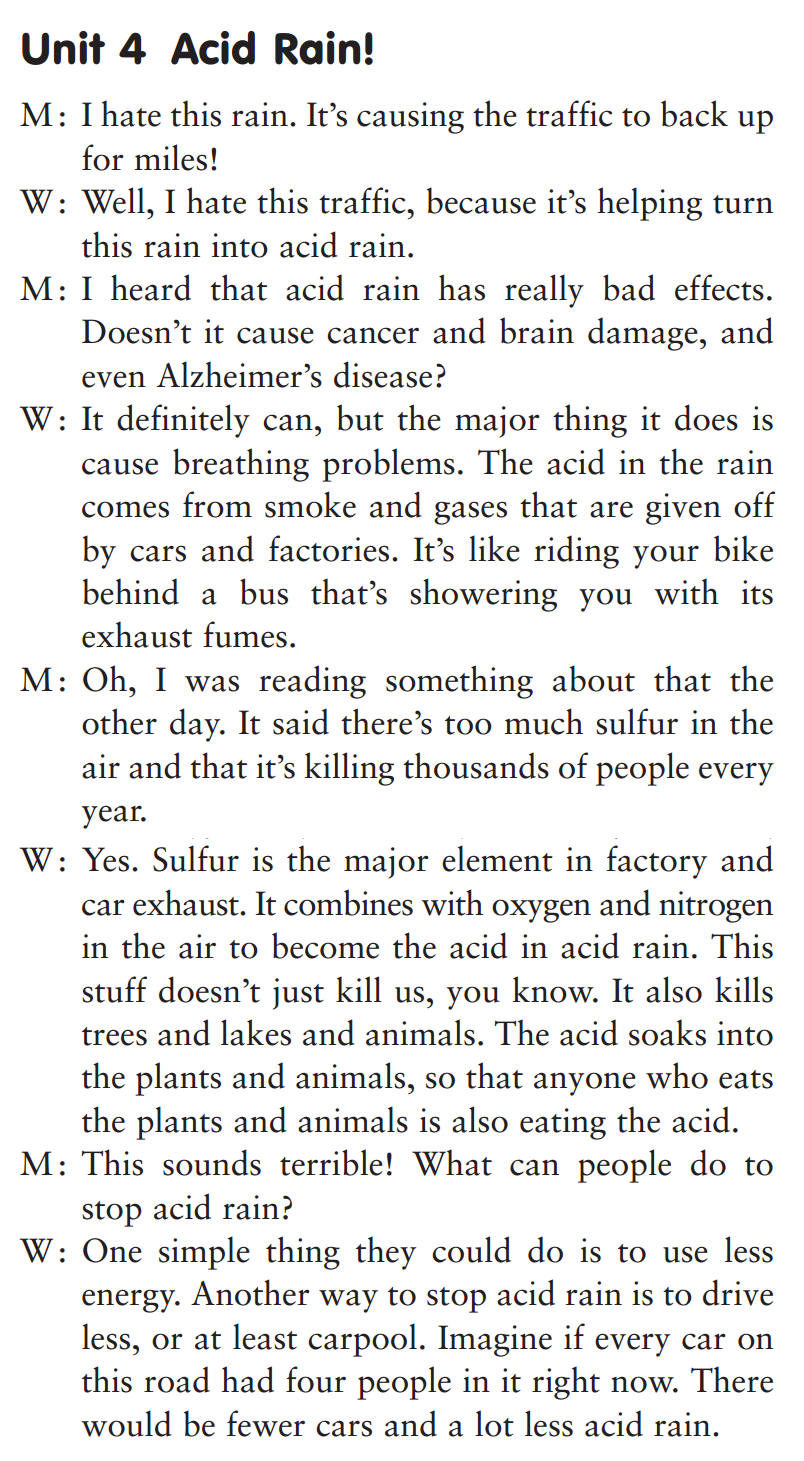 Unit 4 Acid Rain!
M: I hate this rain. It's causing the traffic to back up
for miles!
W: Well, I hate this traffic, because it's helping turn
this rain into acid rain.
M: I heard that acid rain has really bad effects.
Doesn't it cause cancer and brain damage, and
even Alzheimer's disease?
W: It definitely can, but the major thing it does is
cause breathing problems. The acid in the rain
comes from smoke and gases that are given off
by cars and factories. It's like riding your bike
behind a bus that's showering you with its
exhaust fumes.
M: Oh, I was reading something about that the
other day. It said there's too much sulfur in the
air and that it's killing thousands of people every
year.
W: Yes. Sulfur is the major element in factory and
car exhaust. It combines with oxygen and nitrogen
in the air to become the acid in acid rain. This
stuff doesn't just kill us, you know. It also kills
trees and lakes and animals. The acid soaks into
the plants and animals, so that anyone who eats
the plants and animals is also eating the acid.
M: This sounds terrible! What can people do to
stop acid rain?
W: One simple thing they could do is to use less
energy. Another way to stop acid rain is to drive
less, or at least carpool. Imagine if every car on
this road had four people in it right now. There
would be fewer cars and a lot less acid rain.